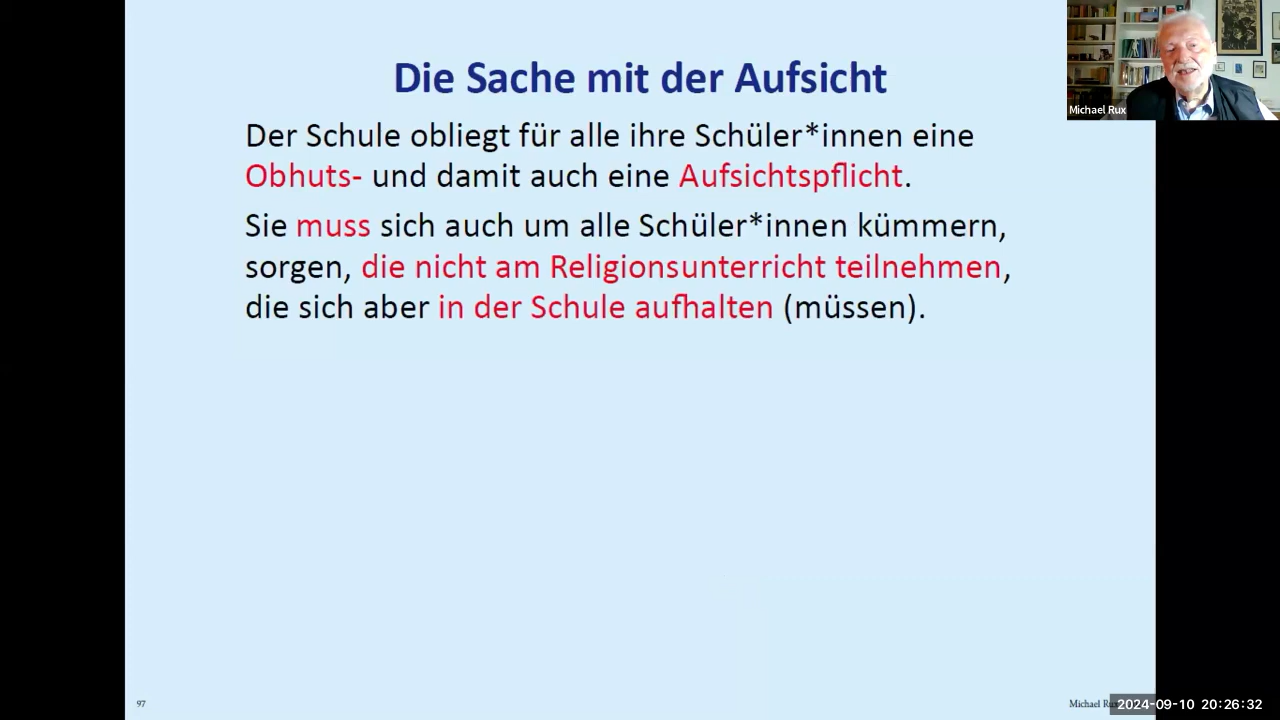 Die Sache mit der Aufsicht
Der Schule obliegt für alle ihre Schüler*innen eine
Obhuts- und damit auch eine Aufsichtspflicht.
Sie muss sich auch um alle Schüler*innen kümmern,
sorgen, die nicht am Religionsunterricht teilnehmen,
die sich aber in der Schule aufhalten (müssen).
Michael Rux
97
Michael
2024-09-10 20:26:32